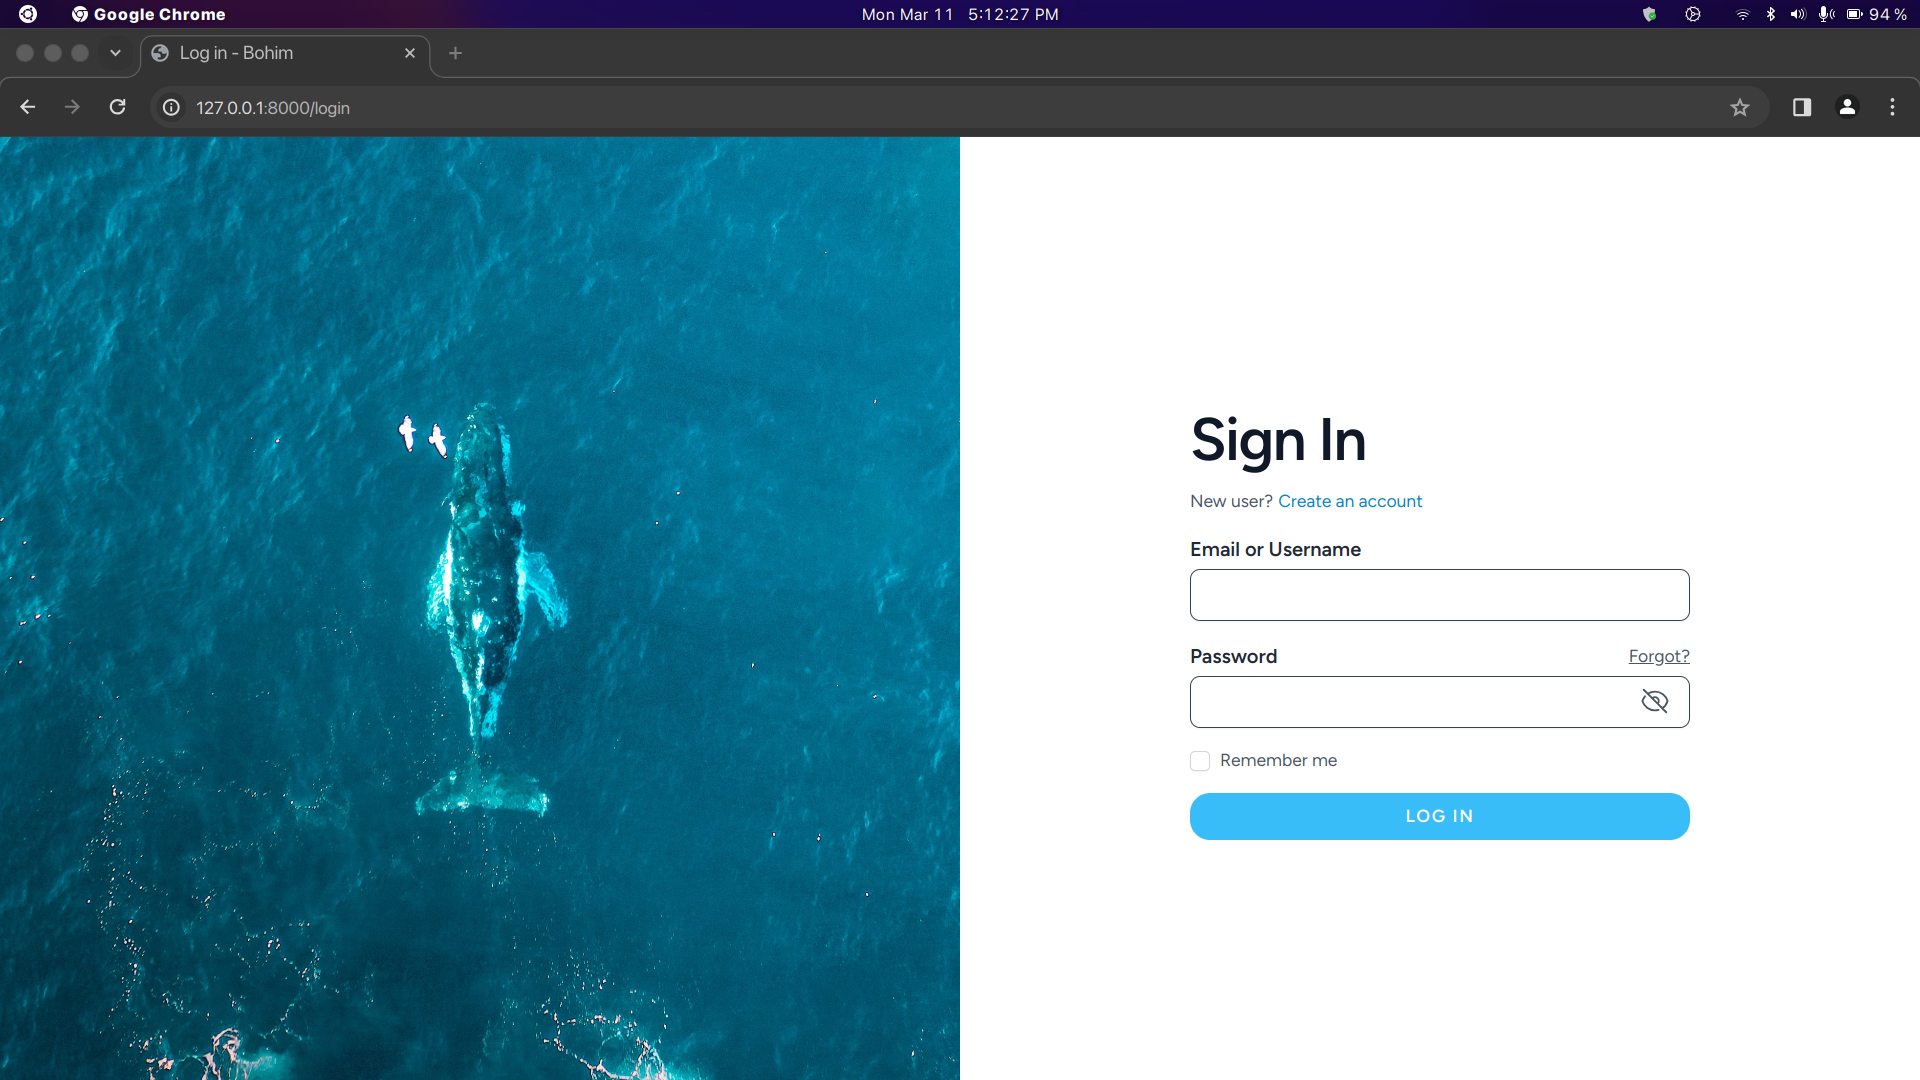 Google Chrome
Mon Mar 11 5:12:27 PM
94 %
Log in - Bohim
127.0.0.1:8000/login
Sign In
New user? Create an account
Email or Username
Password
Forgot?
Remember me
LOG IN